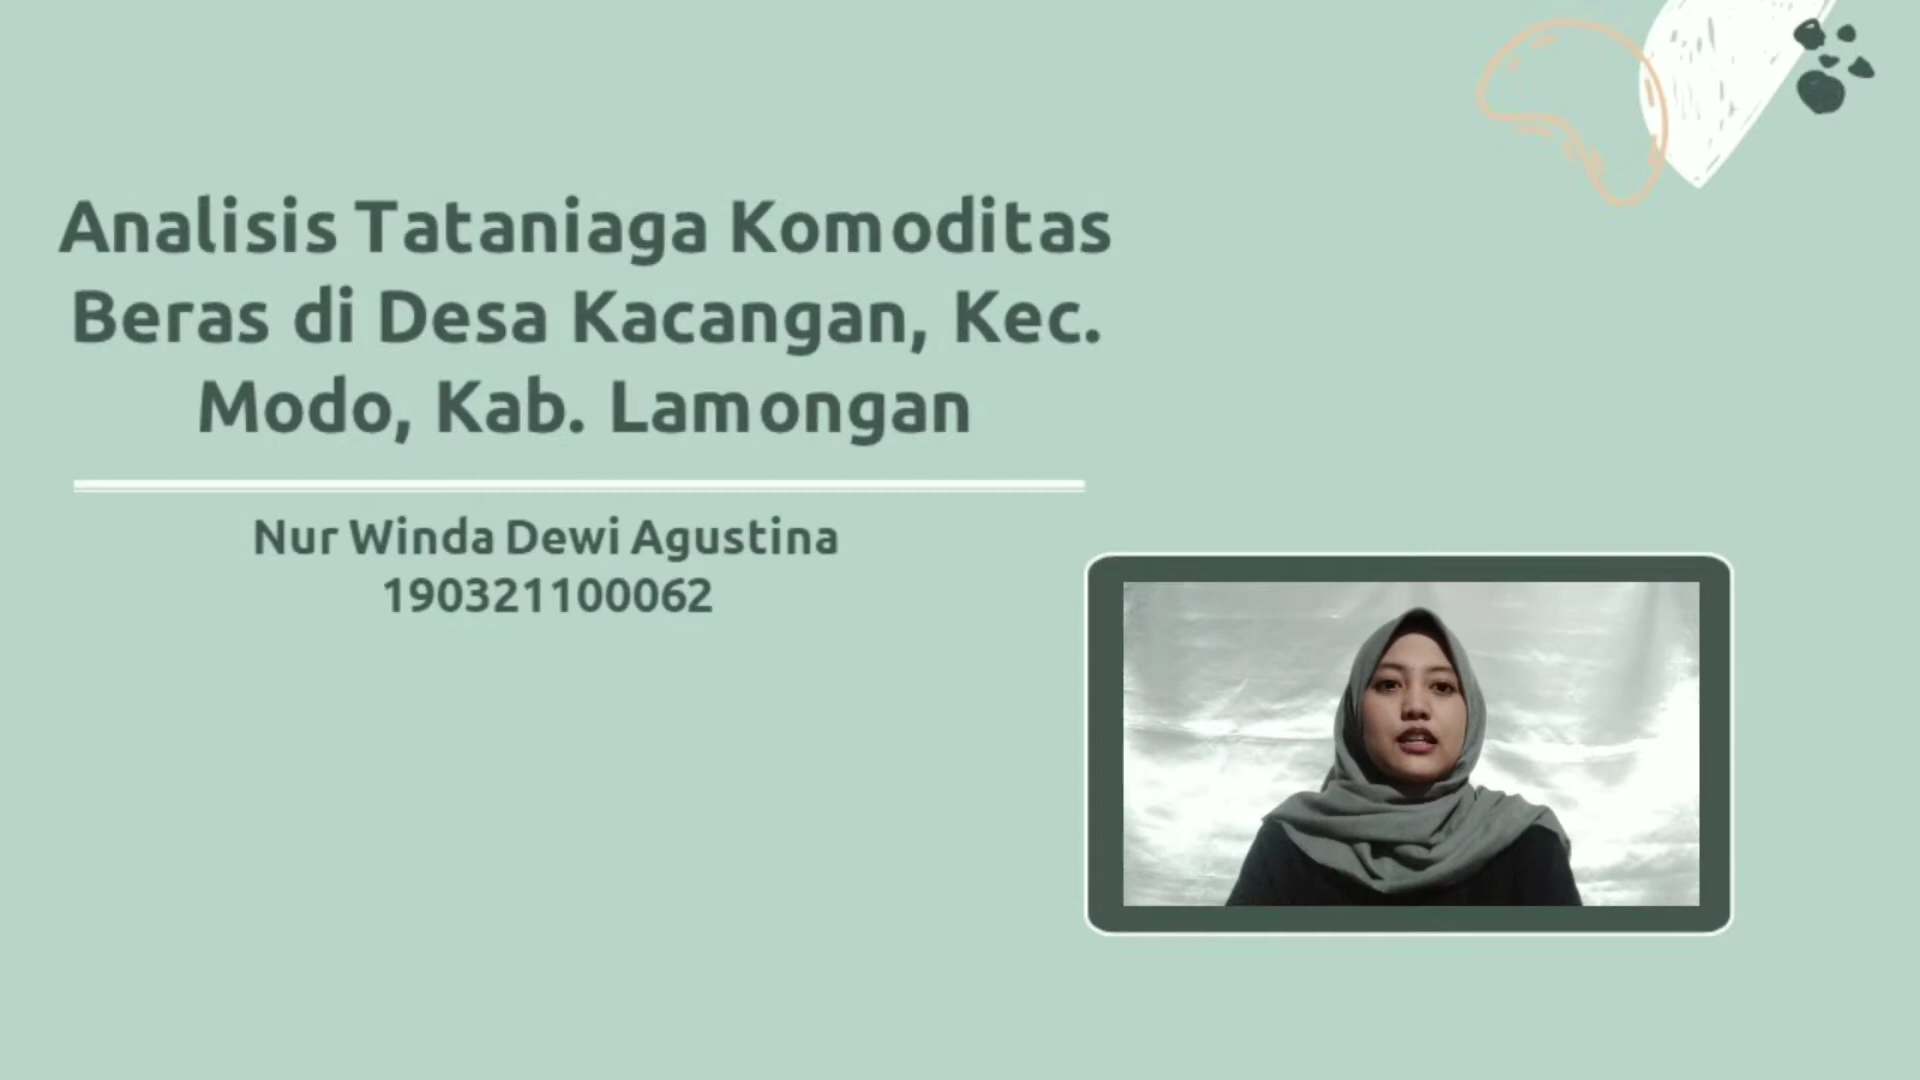 Analisis Tataniaga Komoditas
Beras di Desa Kacangan, Kec.
Modo, Kab. Lamongan
Nur Winda Dewi Agustina
190321100062